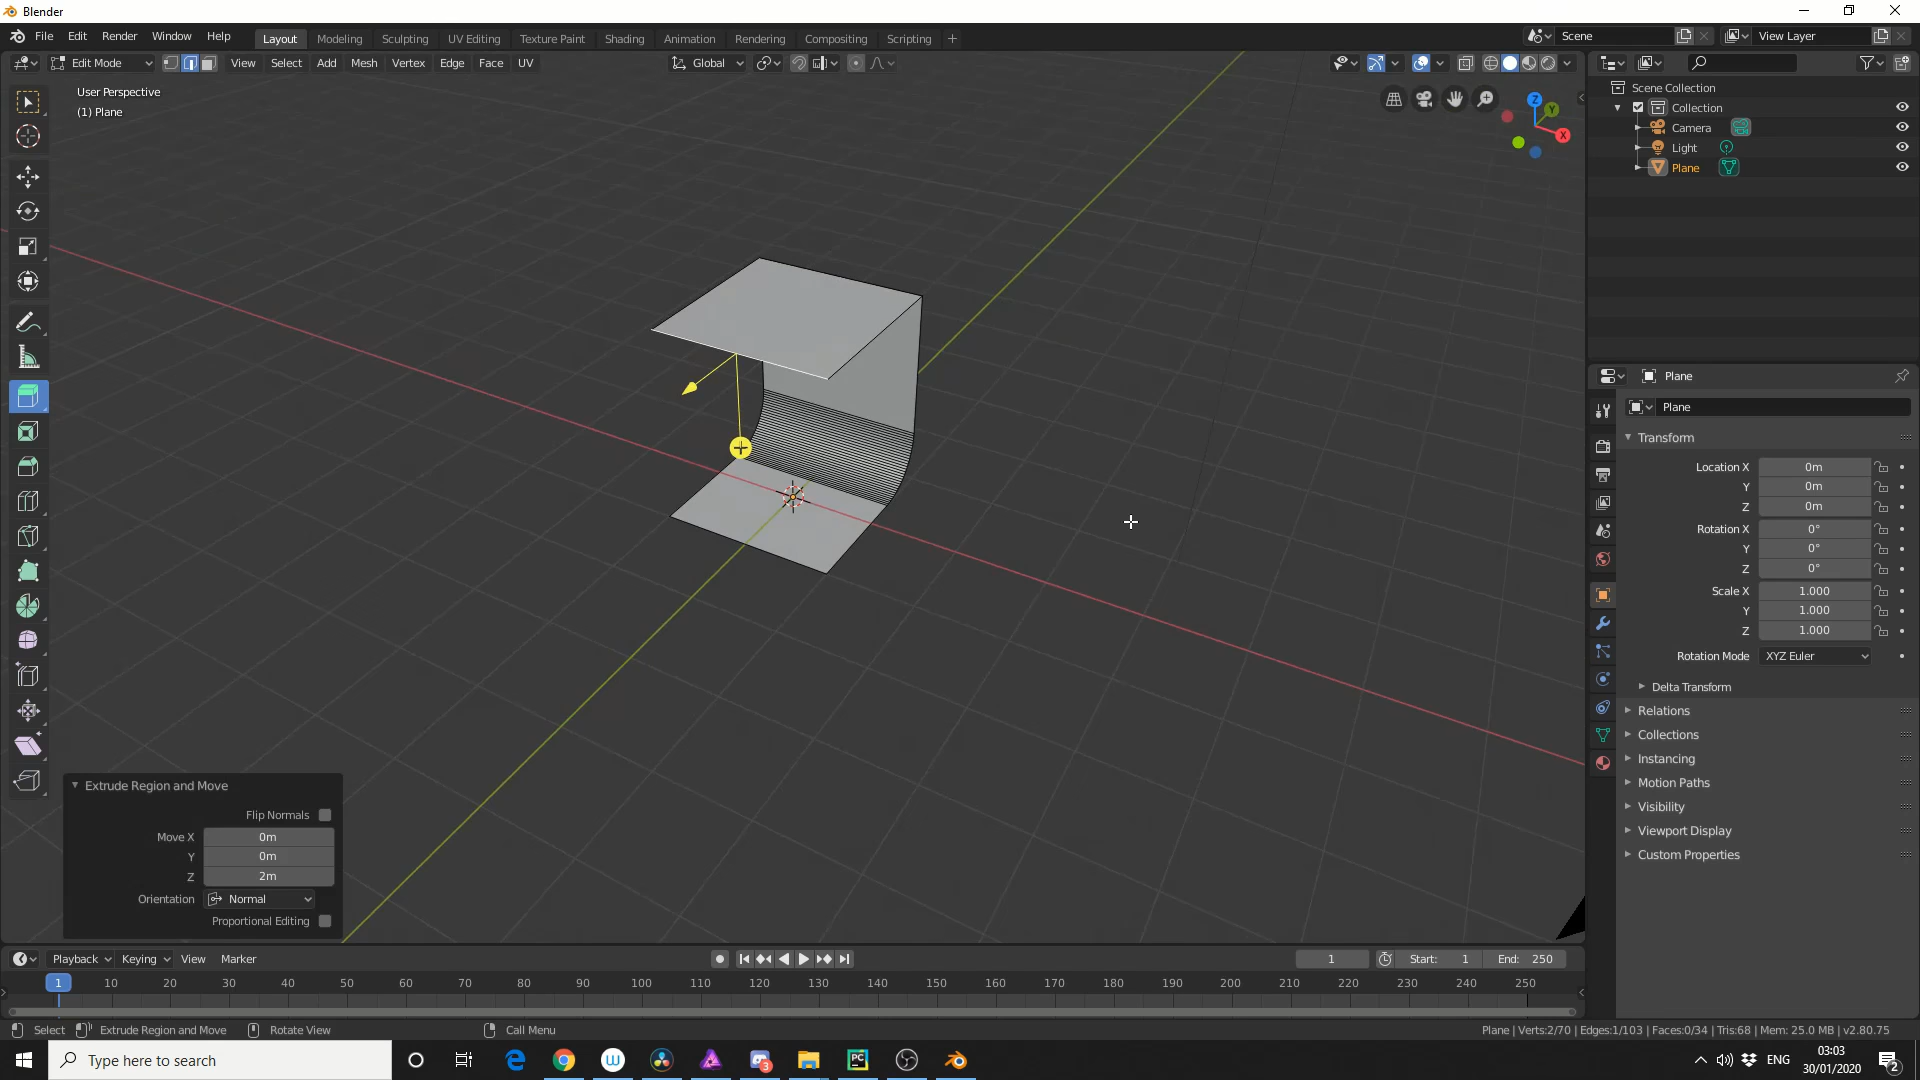 Blender
File Edit Render Window Help
Layout Modeling Sculpting UV Editing Texture Paint Shading Animation Rendering Compositing Scripting
Scene
View Layer
Edit Mode
View Select Add Mesh Vertex Edge Face UV
Global
User Perspective
(1) Plane
Z
Y
X
Scene Collection
Collection
Camera
Light
Plane
Plane
Plane
Transform
Location X 0m
Y 0m
Z 0m
Rotation X 0°
Y 0°
Z 0°
Scale X 1.000
Y 1.000
Z 1.000
Rotation Mode XYZ Euler
Delta Transform
Relations
Collections
Instancing
Motion Paths
Visibility
Viewport Display
Custom Properties
Extrude Region and Move
Flip Normals
Move X 0m
Y 0m
Z 2m
Orientation Normal
Proportional Editing
Playback Keying View Marker
1
Start: 1 End: 250
1 10 20 30 40 50 60 70 80 90 100 110 120 130 140 150 160 170 180 190 200 210 220 230 240 250
Select Extrude Region and Move Rotate View Call Menu
Plane | Verts:2/70 | Edges:1/103 | Faces:0/34 | Tris:68 | Mem: 25.0 MB | v2.80.75
Type here to search
W
3
PC
ENG
03:03
30/01/2020
2